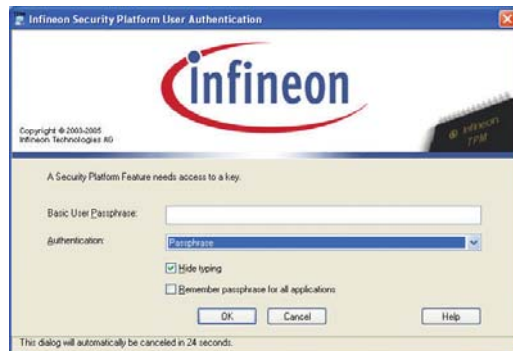 Infineon Security Platform User Authentication
infineon
Copyright © 2003-2005
Infineon Technologies AG
infineon
TPM
A Security Platform Feature needs access to a key.
Basic User Passphrase:
Authentication:
Passphrase
Hide typing
Remember passphrase for all applications
OK Cancel Help
This dialog will automatically be canceled in 24 seconds.